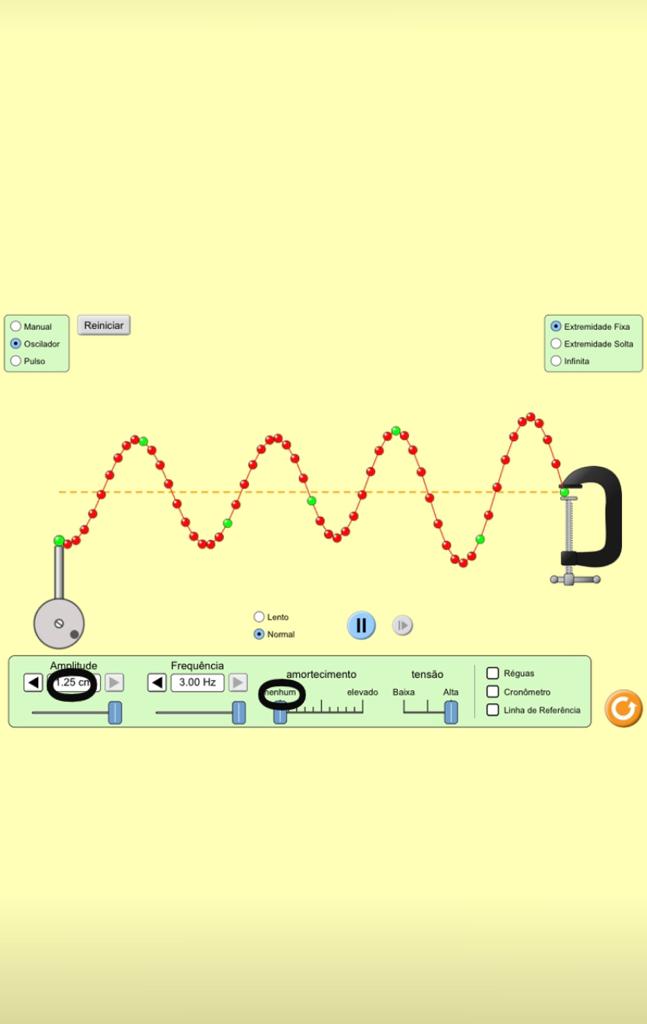 Manual
Oscilador
Pulso
Reiniciar
Extremidade Fixa
Extremidade Solta
Infinita
Lento
Normal
Amplitude
1.25 cm
Frequência
3.00 Hz
amortecimento
nenhum
elevado
tensão
Baixa
Alta
Réguas
Cronômetro
Linha de Referência